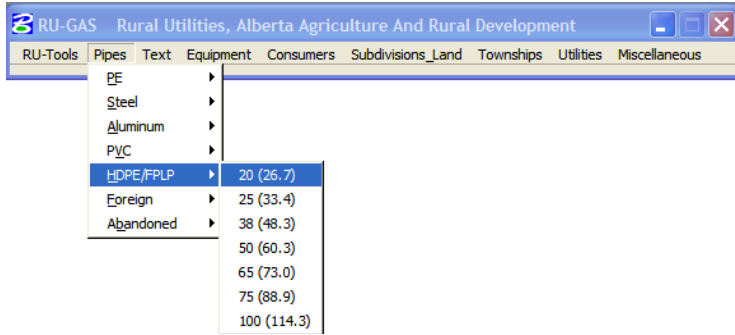 RU-GAS Rural Utilities, Alberta Agriculture And Rural Development
RU-Tools Pipes Text Equipment Consumers Subdivisions_Land Townships Utilities Miscellaneous
PE
Steel
Aluminum
PVC
HDPE/FPLP
Foreign
Abandoned
20 (26.7)
25 (33.4)
38 (48.3)
50 (60.3)
65 (73.0)
75 (88.9)
100 (114.3)